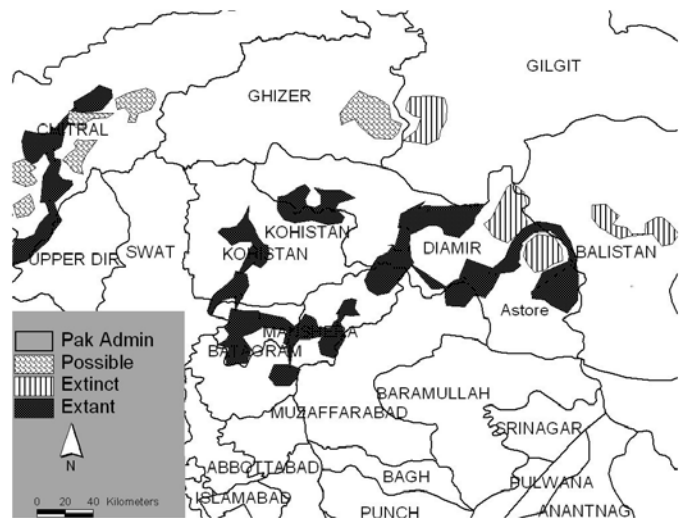 GILGIT
GHIZER
CHITRAL
KOHISTAN
UPPER DIR
SWAT
KOHISTAN
DIAMIR
BALISTAN
Astore
Pak Admin
Possible
Extinct
Extant
MANSHERA
BATAGRAM
BARAMULLAH
MUZAFFARABAD
SRINAGAR
N
ABBOTTABAD
BAGH
PULWANA
ISLAMABAD
PUNCH
ANANTNAG
0 20 40 Kilometers